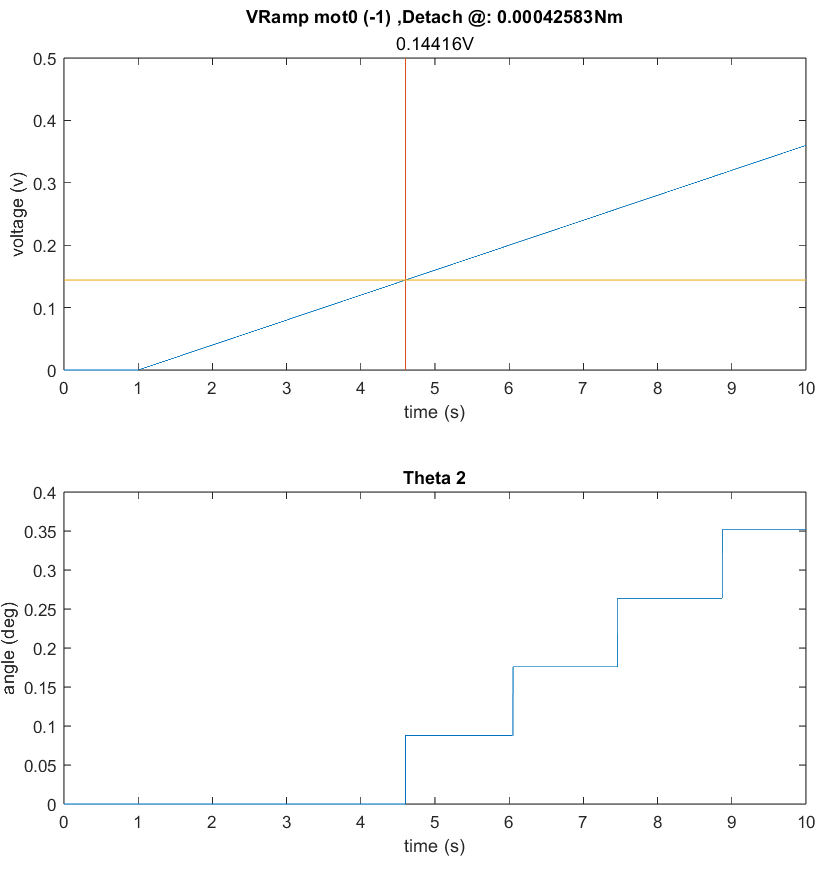 VRamp mot0 (-1) ,Detach @: 0.00042583Nm
0.14416V
0.5
0.4
0.3
0.2
0.1
0
voltage (v)
0 1 2 3 4 5 6 7 8 9 10
time (s)
Theta 2
0.4
0.35
0.3
0.25
0.2
0.15
0.1
0.05
0
angle (deg)
0 1 2 3 4 5 6 7 8 9 10
time (s)